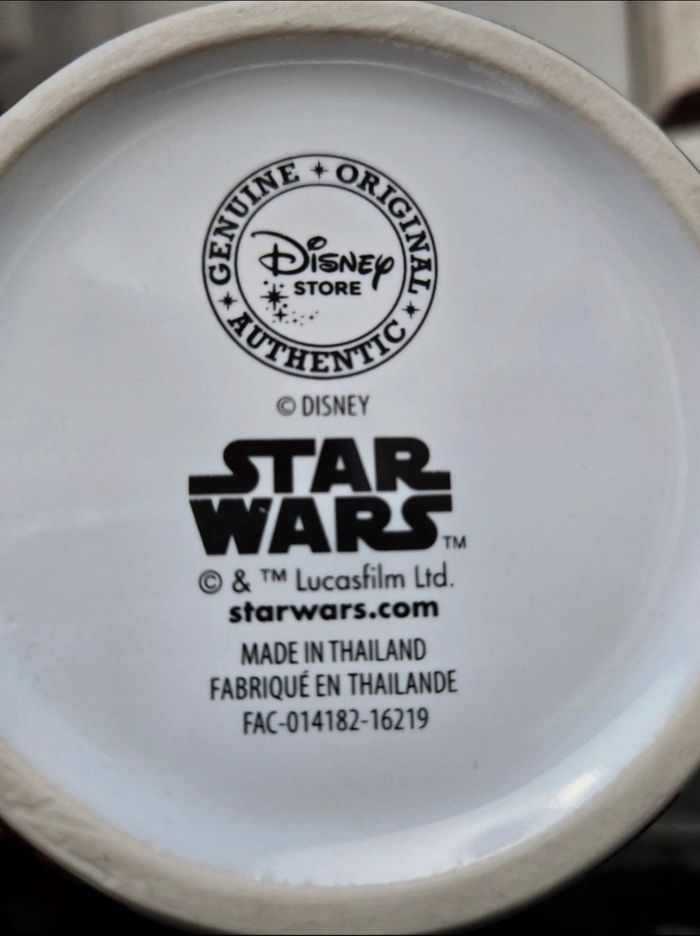 GENUINE ORIGINAL
AUTHENTIC
Disney
STORE
© DISNEY
STAR
WARS™
© & ™ Lucasfilm Ltd.
starwars.com
MADE IN THAILAND
FABRIQUÉ EN THAILANDE
FAC-014182-16219